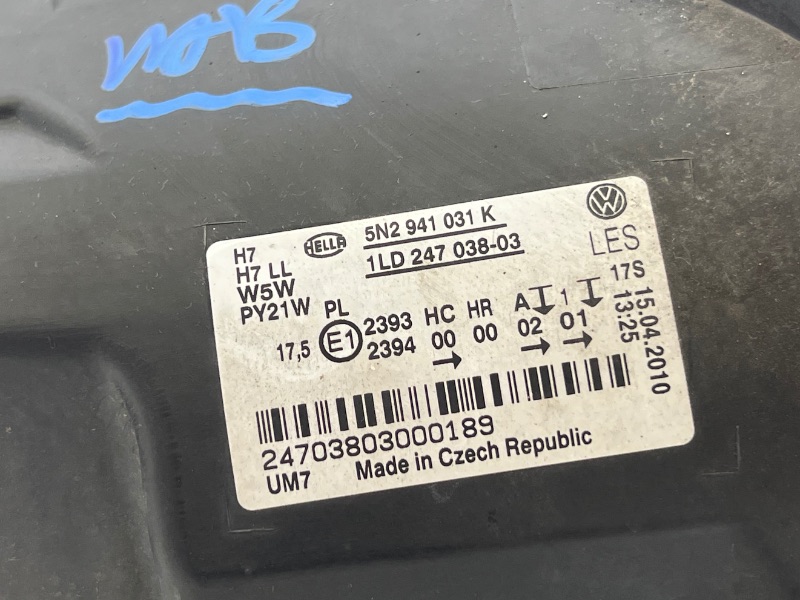 H7
H7 LL
W5W
PY21W
HELLA
5N2 941 031 K
1LD 247 038-03
LES
17S
13:25
15.04.2010
17,5
PL
E1
2393
2394
HC
00
HR
00
A
02
1
01
24703803000189
UM7
Made in Czech Republic